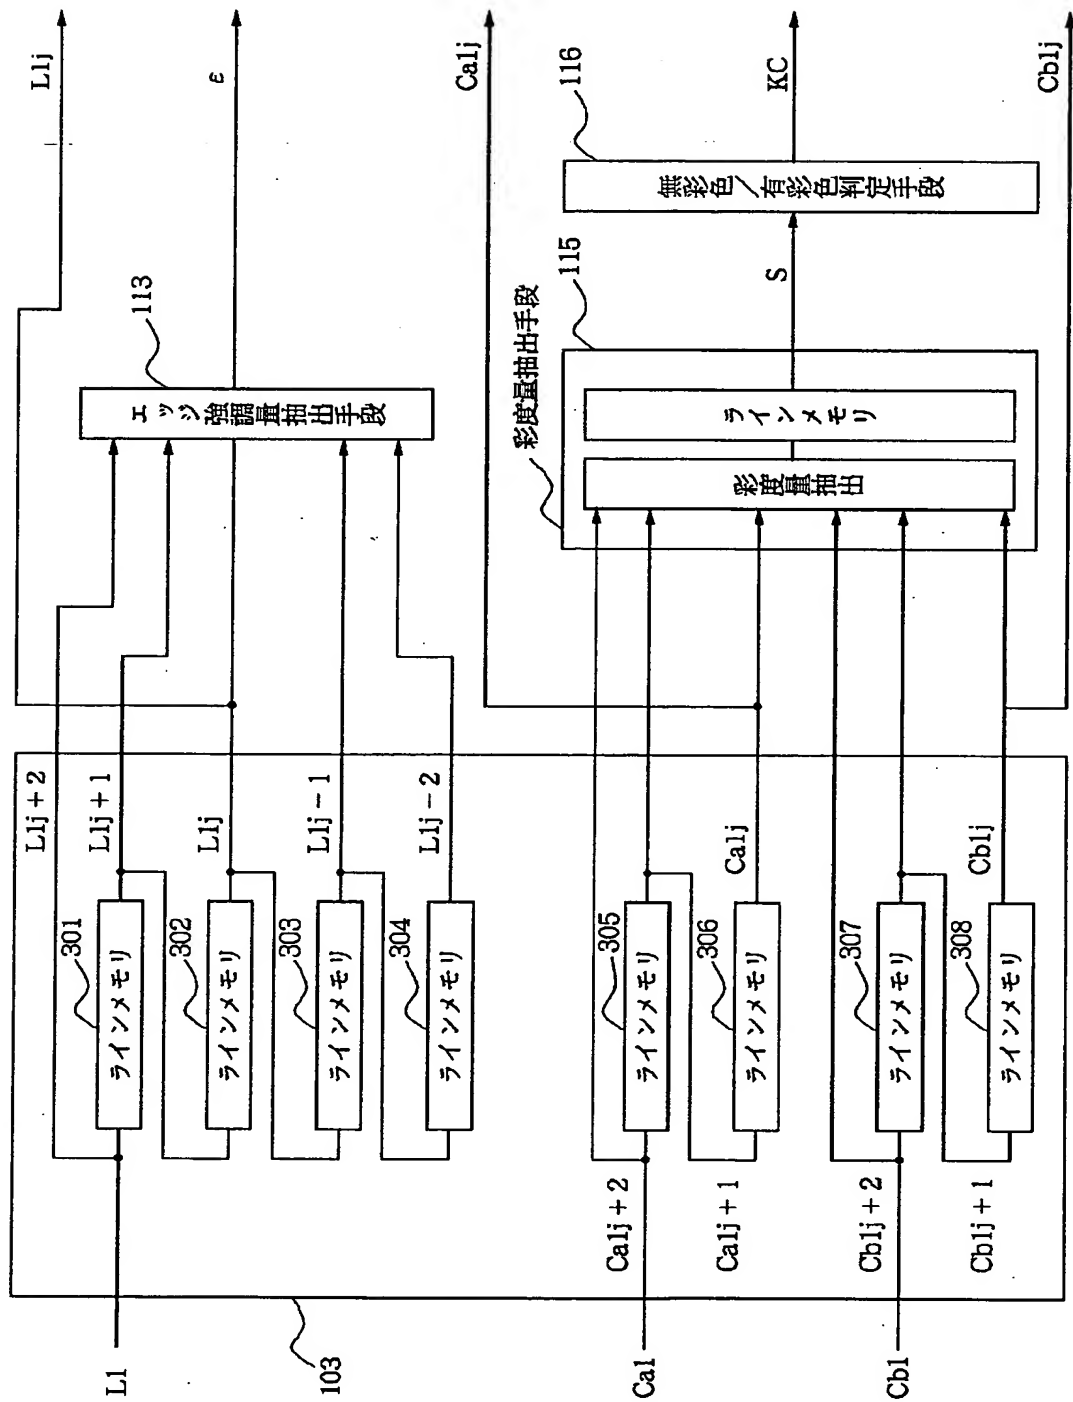 L1
103
301
ラインメモリ
302
ラインメモリ
303
ラインメモリ
304
ラインメモリ
L1j+2
L1j+1
L1j
L1j-1
L1j-2
エッジ強調量抽出手段
113
L1j
ε
Ca1
Ca1j+2
Ca1j+1
305
ラインメモリ
306
ラインメモリ
Ca1j
Cb1
Cb1j+2
Cb1j+1
307
ラインメモリ
308
ラインメモリ
Cb1j
彩度量抽出手段
115
彩度量抽出
ラインメモリ
S
116
無彩色/有彩色判定手段
Ca1j
KC
Cb1j